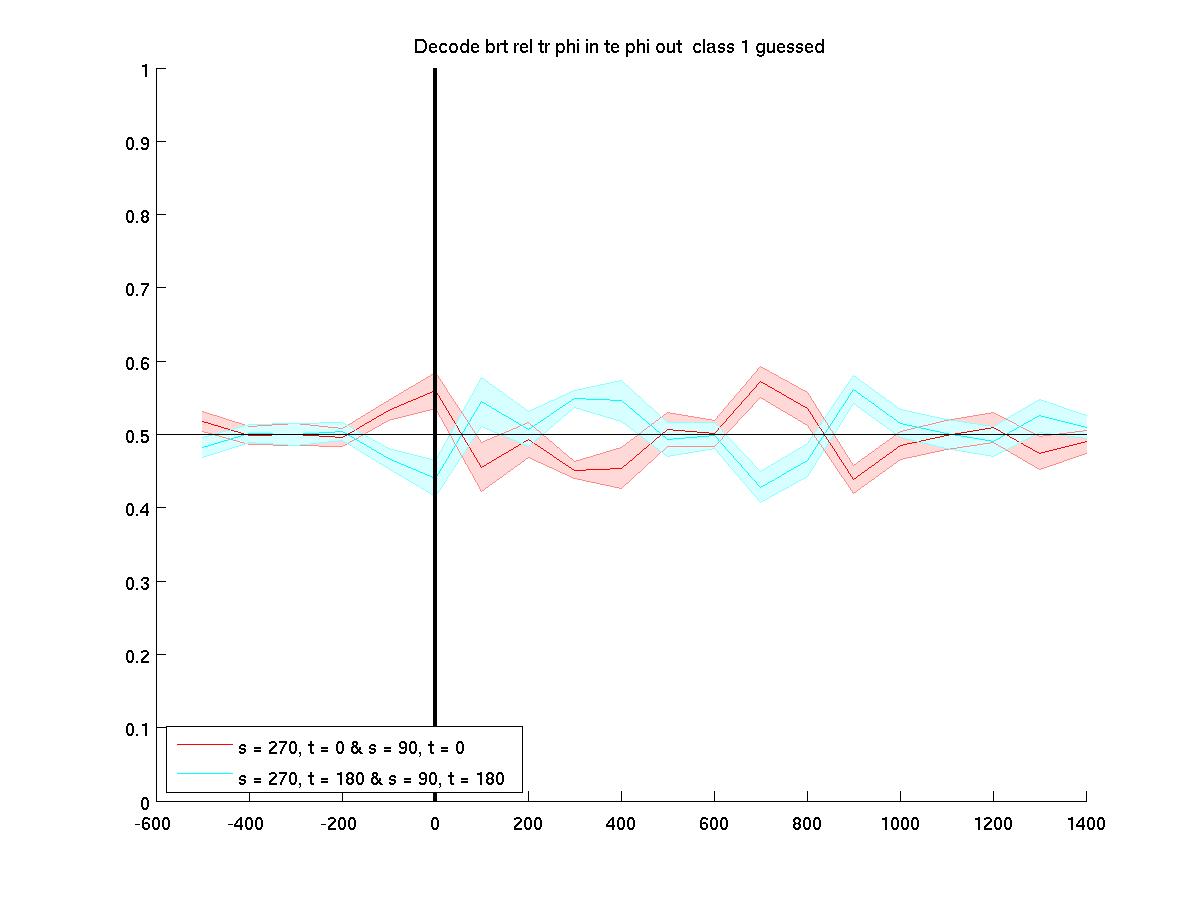 Decode brt rel tr phi in te phi out  class 1 guessed
1
0.9
0.8
0.7
0.6
0.5
0.4
0.3
0.2
0.1
0
s = 270, t = 0 & s = 90, t = 0
s = 270, t = 180 & s = 90, t = 180
-600 -400 -200 0 200 400 600 800 1000 1200 1400